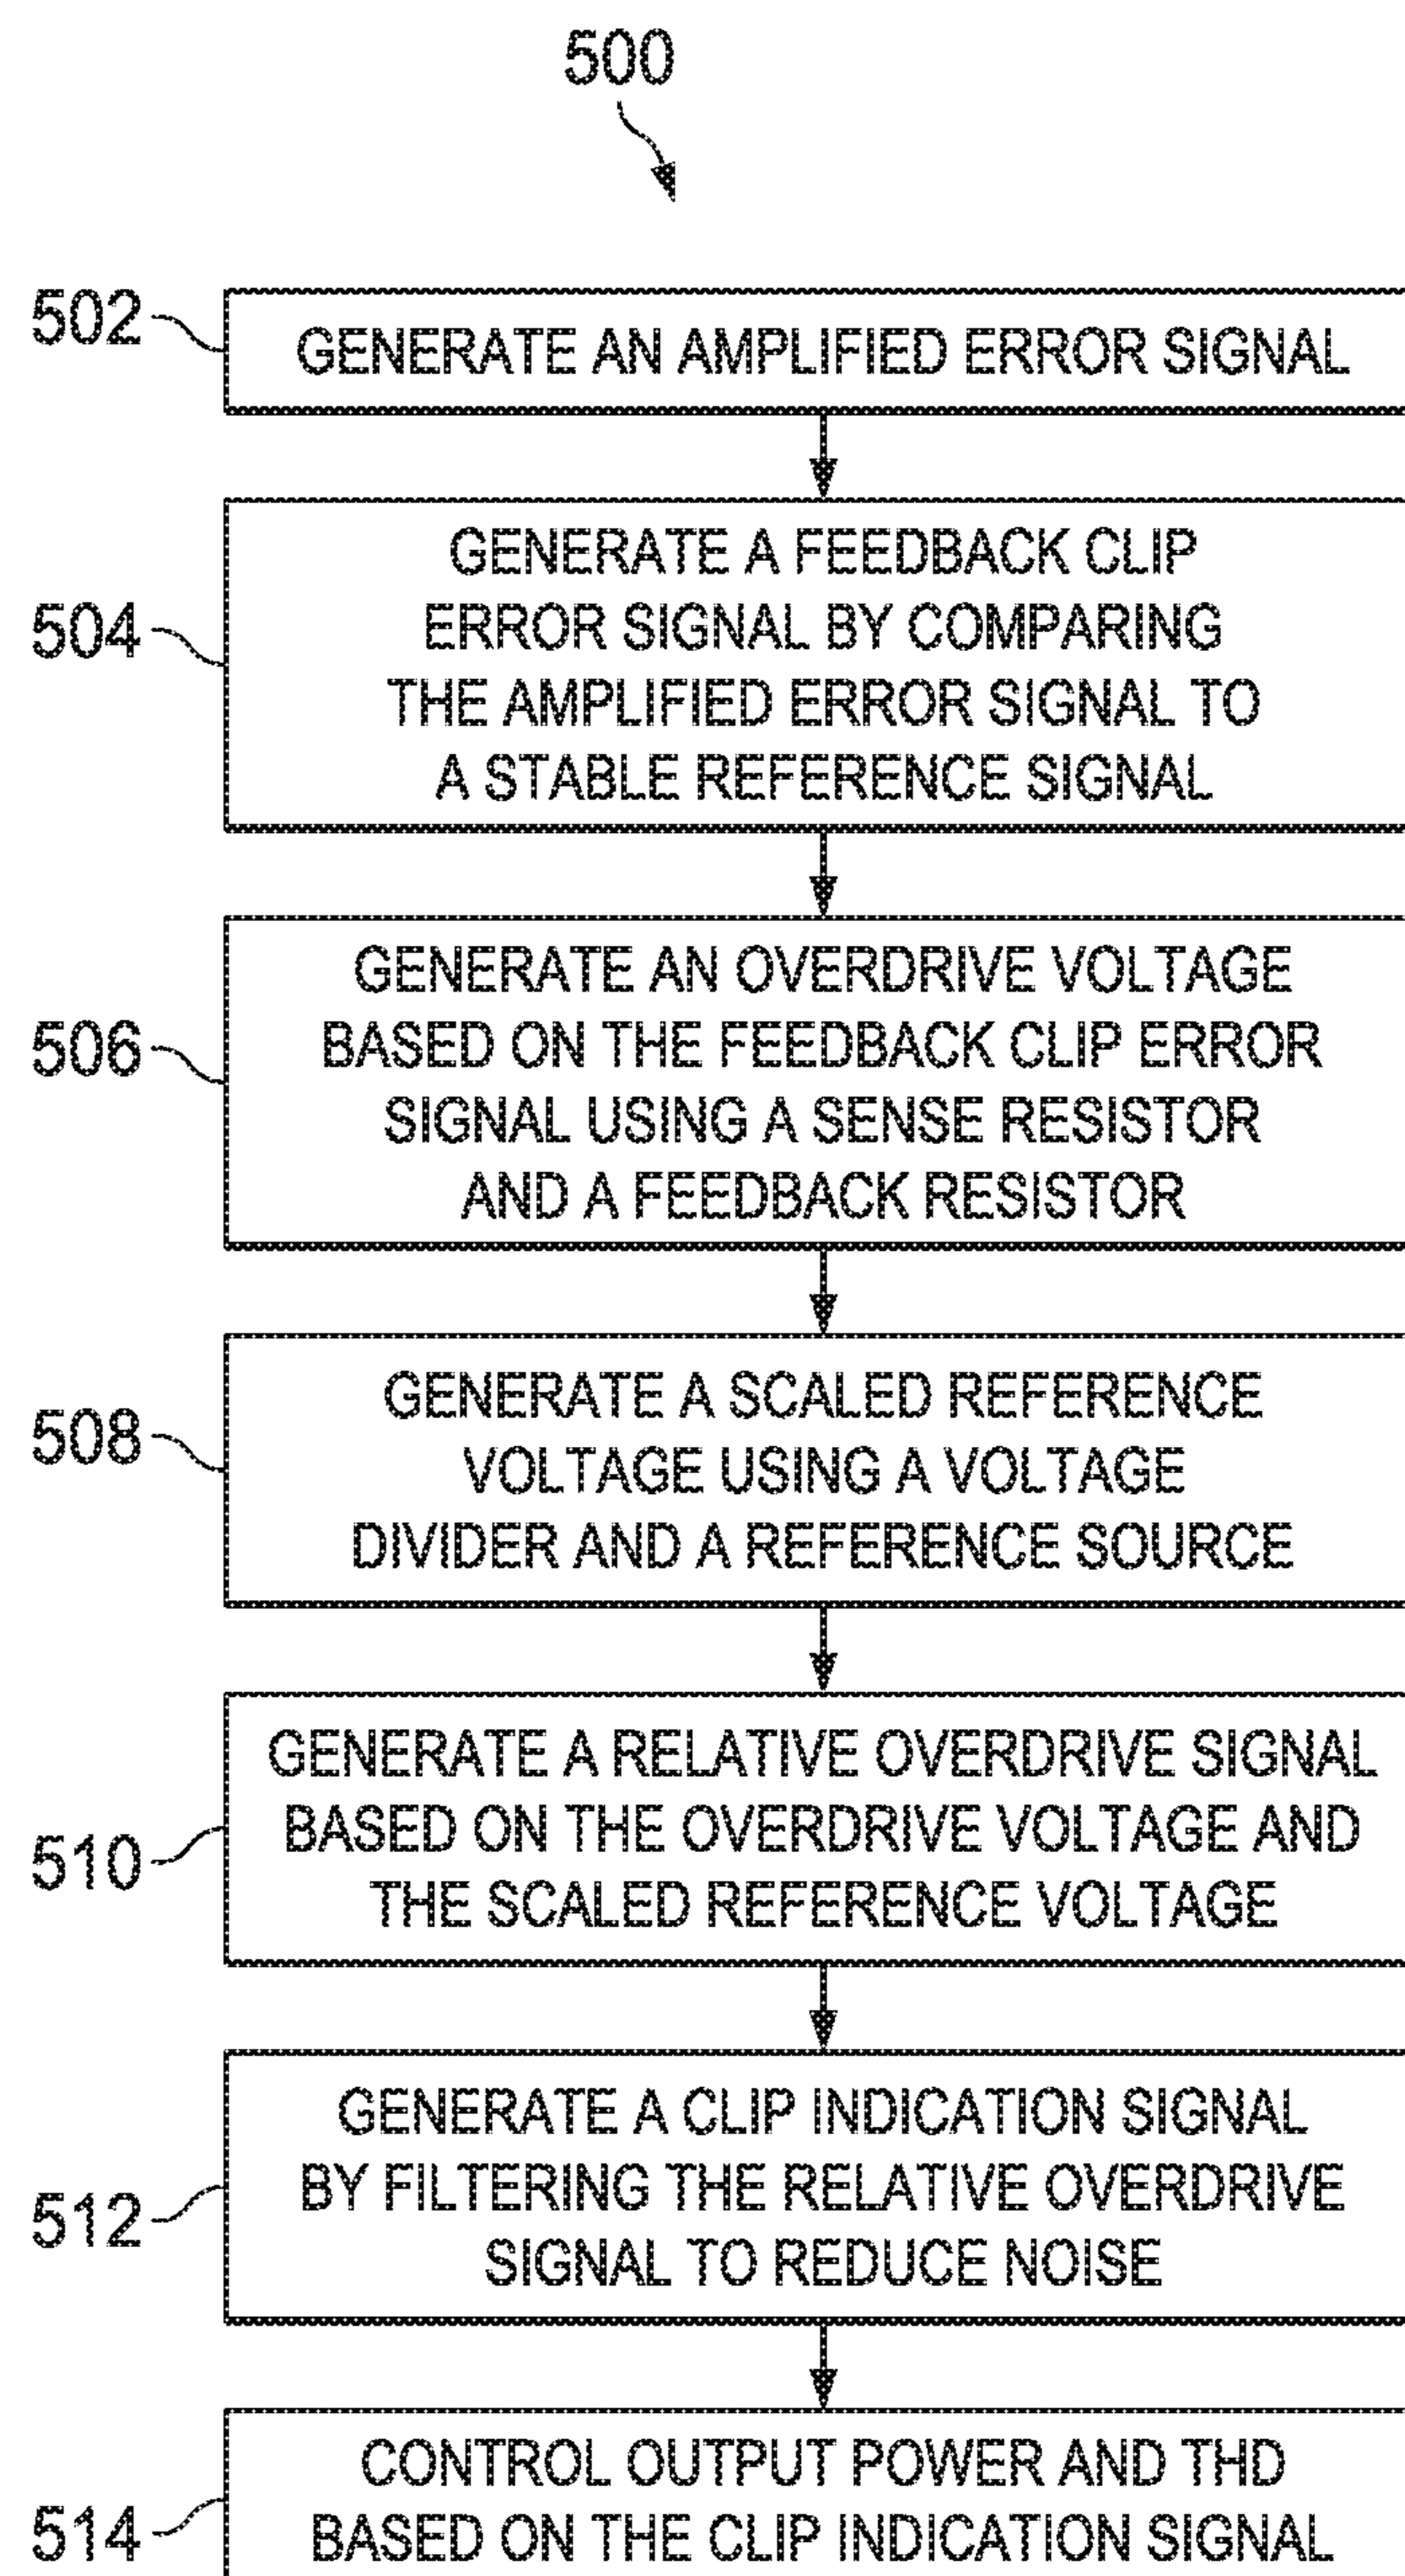 500
502
GENERATE AN AMPLIFIED ERROR SIGNAL
504
GENERATE A FEEDBACK CLIP
ERROR SIGNAL BY COMPARING
THE AMPLIFIED ERROR SIGNAL TO
A STABLE REFERENCE SIGNAL
506
GENERATE AN OVERDRIVE VOLTAGE
BASED ON THE FEEDBACK CLIP ERROR
SIGNAL USING A SENSE RESISTOR
AND A FEEDBACK RESISTOR
508
GENERATE A SCALED REFERENCE
VOLTAGE USING A VOLTAGE
DIVIDER AND A REFERENCE SOURCE
510
GENERATE A RELATIVE OVERDRIVE SIGNAL
BASED ON THE OVERDRIVE VOLTAGE AND
THE SCALED REFERENCE VOLTAGE
512
GENERATE A CLIP INDICATION SIGNAL
BY FILTERING THE RELATIVE OVERDRIVE
SIGNAL TO REDUCE NOISE
514
CONTROL OUTPUT POWER AND THD
BASED ON THE CLIP INDICATION SIGNAL